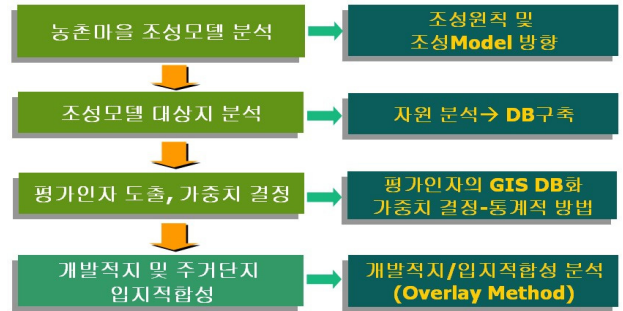 농촌마을 조성모델 분석
조성원칙 및
조성Model 방향
조성모델 대상지 분석
자원 분석→ DB구축
평가인자 도출, 가중치 결정
평가인자의 GIS DB화
가중치 결정-통계적 방법
개발적지 및 주거단지
입지적합성
개발적지/입지적합성 분석
(Overlay Method)